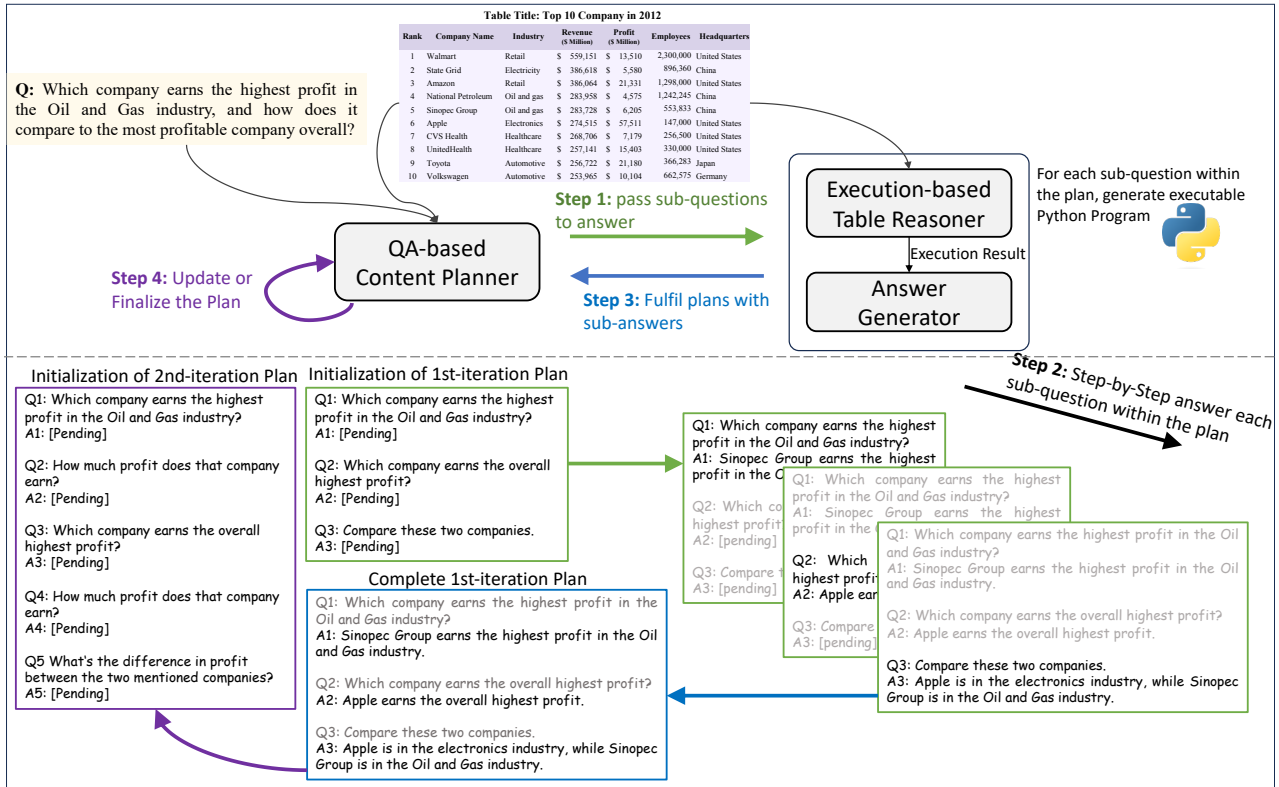 Table Title: Top 10 Company in 2012
Rank Company Name Industry Revenue ($ Million) Profit ($ Million) Employees Headquarters
1 Walmart Retail $ 559,151 $ 13,510 2,300,000 United States
2 State Grid Electricity $ 386,618 $ 5,580 896,360 China
3 Amazon Retail $ 386,064 $ 21,331 1,298,000 United States
4 National Petroleum Oil and gas $ 283,958 $ 4,575 1,242,245 China
5 Sinopec Group Oil and gas $ 283,728 $ 6,205 553,833 China
6 Apple Electronics $ 274,515 $ 57,511 147,000 United States
7 CVS Health Healthcare $ 268,706 $ 7,179 256,500 United States
8 UnitedHealth Healthcare $ 257,141 $ 15,403 330,000 United States
9 Toyota Automotive $ 256,722 $ 21,180 366,283 Japan
10 Volkswagen Automotive $ 253,965 $ 10,104 662,575 Germany
Q: Which company earns the highest profit in
the Oil and Gas industry, and how does it
compare to the most profitable company overall?
QA-based
Content Planner
Step 4: Update or
Finalize the Plan
Step 1: pass sub-questions
to answer
Step 3: Fulfil plans with
sub-answers
Execution-based
Table Reasoner
Execution Result
Answer
Generator
For each sub-question within
the plan, generate executable
Python Program
Step 2: Step-by-Step answer each
sub-question within the plan
Initialization of 2nd-iteration Plan
Q1: Which company earns the highest
profit in the Oil and Gas industry?
A1: [Pending]
Q2: How much profit does that company
earn?
A2: [Pending]
Q3: Which company earns the overall
highest profit?
A3: [Pending]
Q4: How much profit does that company
earn?
A4: [Pending]
Q5 What's the difference in profit
between the two mentioned companies?
A5: [Pending]
Initialization of 1st-iteration Plan
Q1: Which company earns the highest
profit in the Oil and Gas industry?
A1: [Pending]
Q2: Which company earns the overall
highest profit?
A2: [Pending]
Q3: Compare these two companies.
A3: [Pending]
Complete 1st-iteration Plan
Q1: Which company earns the highest profit in the
Oil and Gas industry?
A1: Sinopec Group earns the highest profit in the Oil
and Gas industry.
Q2: Which company earns the overall highest profit?
A2: Apple earns the overall highest profit.
Q3: Compare these two companies.
A3: Apple is in the electronics industry, while Sinopec
Group is in the Oil and Gas industry.
Q1: Which company earns the highest
profit in the Oil and Gas industry?
A1: Sinopec Group earns the highest
profit in the
Q2: Which
highest profit
A2: [pending]
Q3: Compare
A3: [pending]
Q1: Which company earns the highest
profit in the Oil and Gas industry?
A1: Sinopec Group earns the highest
profit in the
Q2: Which
highest
A2: Apple
Q3: Compare
A3: [pending]
Q1: Which company earns the highest profit in the Oil
and Gas industry?
A1: Sinopec Group earns the highest profit in the Oil
and Gas industry.
Q2: Which company earns the overall highest profit?
A2: Apple earns the overall highest profit.
Q3: Compare these two companies.
A3: Apple is in the electronics industry, while Sinopec
Group is in the Oil and Gas industry.